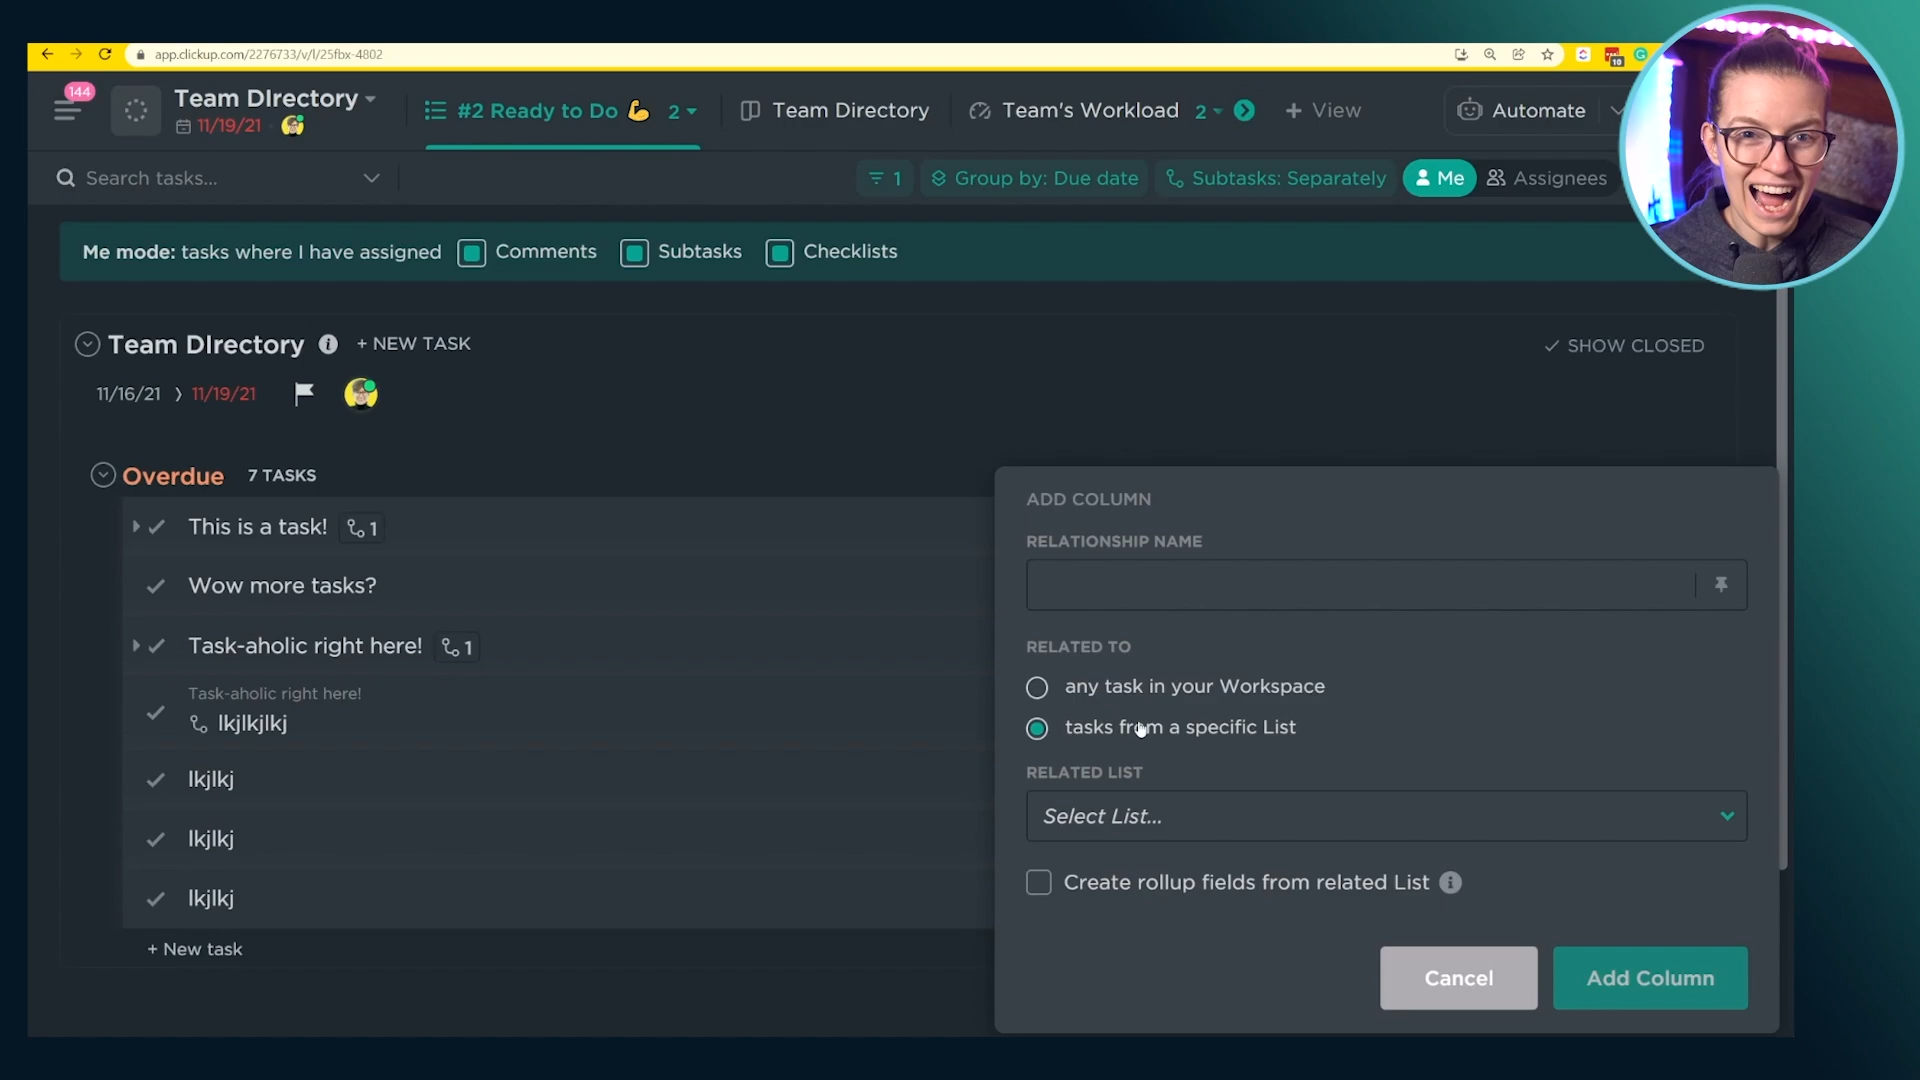 app.clickup.com/2276733/v/l/25fbx-4802
10
144
Team DIrectory
11/19/21
#2 Ready to Do 💪 2
Team Directory
Team's Workload 2
+ View
Automate
Search tasks...
1
Group by: Due date
Subtasks: Separately
Me
Assignees
Me mode: tasks where I have assigned
Comments
Subtasks
Checklists
Team DIrectory
+ NEW TASK
SHOW CLOSED
11/16/21 > 11/19/21
Overdue
7 TASKS
This is a task!
1
Wow more tasks?
Task-aholic right here!
1
Task-aholic right here!
lkjlkjlkj
lkjlkj
lkjlkj
lkjlkj
+ New task
ADD COLUMN
RELATIONSHIP NAME
RELATED TO
any task in your Workspace
tasks from a specific List
RELATED LIST
Select List...
Create rollup fields from related List
Cancel
Add Column